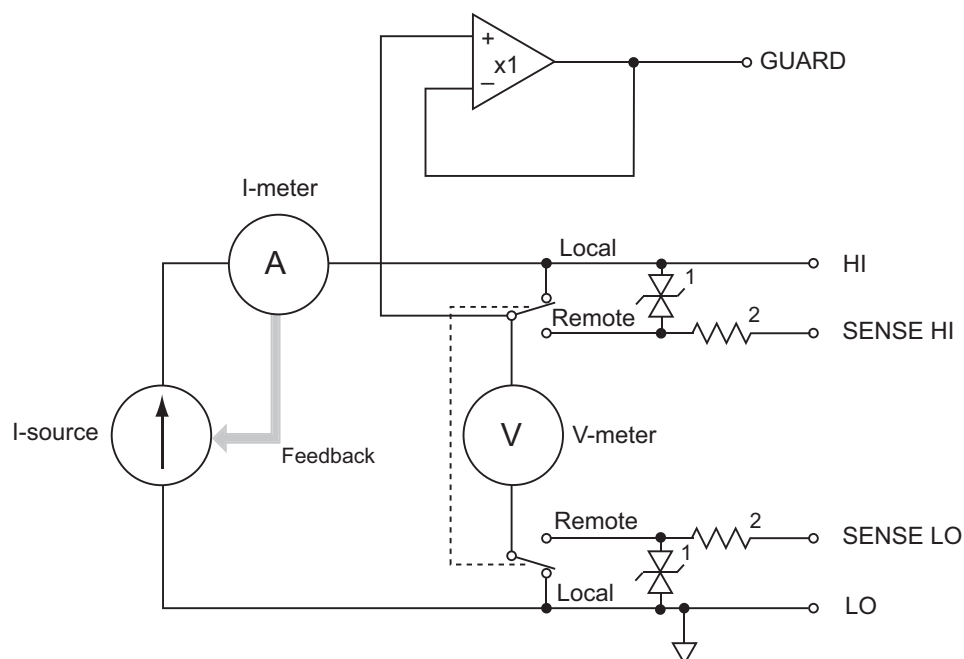 +
x1
–
GUARD
I-meter
A
Local
HI
1
Remote
2
SENSE HI
I-source
Feedback
V
V-meter
Remote
2
SENSE LO
1
Local
LO